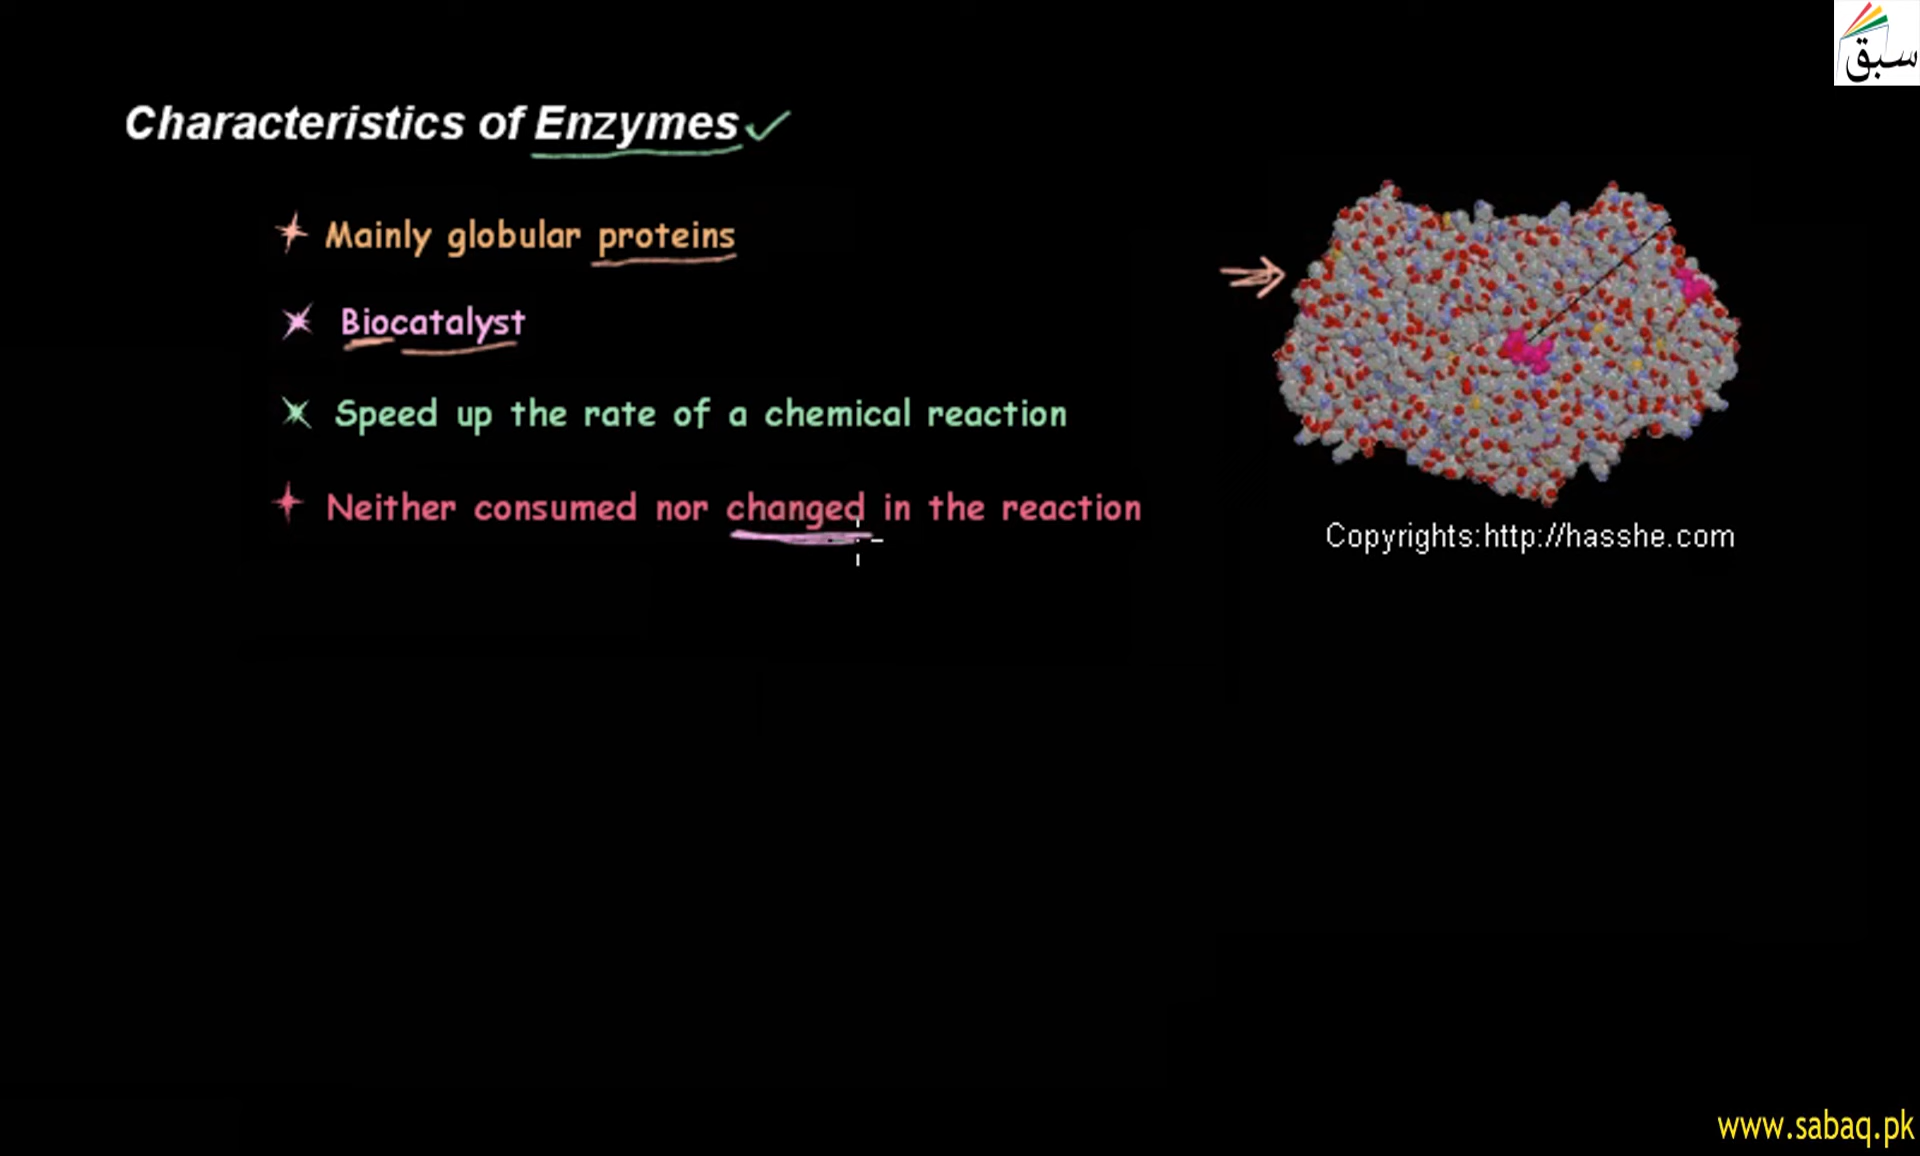 سبق
Characteristics of Enzymes
Mainly globular proteins
Biocatalyst
Speed up the rate of a chemical reaction
Neither consumed nor changed in the reaction
Copyrights:http://hasshe.com
www.sabaq.pk